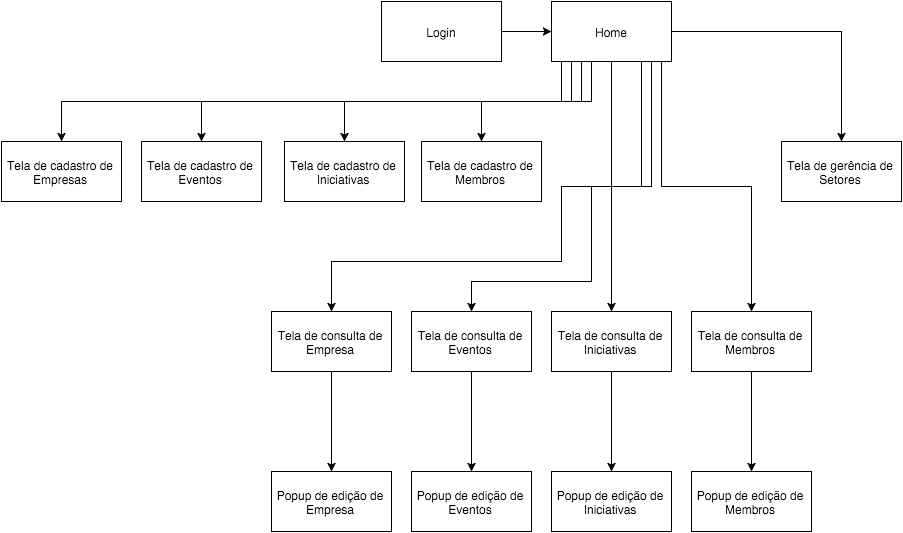 Login
Home
Tela de cadastro de
Empresas
Tela de cadastro de
Eventos
Tela de cadastro de
Iniciativas
Tela de cadastro de
Membros
Tela de gerência de
Setores
Tela de consulta de
Empresa
Tela de consulta de
Eventos
Tela de consulta de
Iniciativas
Tela de consulta de
Membros
Popup de edição de
Empresa
Popup de edição de
Eventos
Popup de edição de
Iniciativas
Popup de edição de
Membros